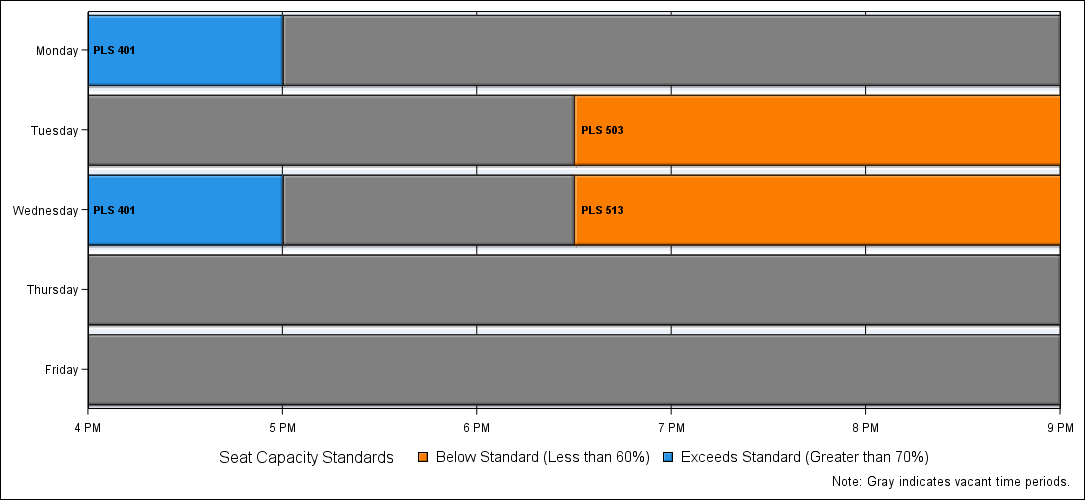 Monday
PLS 401
Tuesday
PLS 503
Wednesday
PLS 401
PLS 513
Thursday
Friday
4 PM
5 PM
6 PM
7 PM
8 PM
9 PM
Seat Capacity Standards
Below Standard (Less than 60%)
Exceeds Standard (Greater than 70%)
Note: Gray indicates vacant time periods.